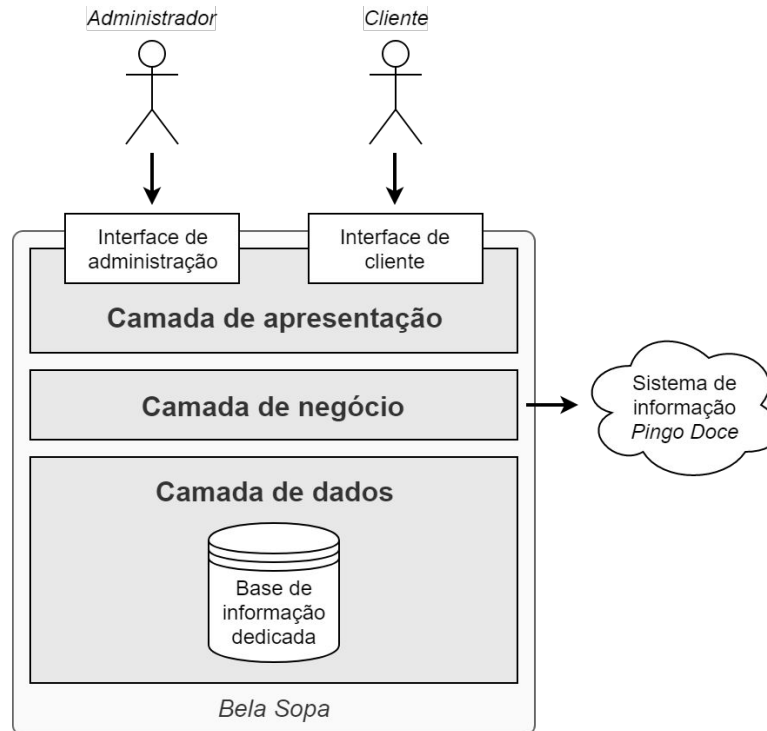 Administrador
Cliente
Interface de
administração
Interface de
cliente
Camada de apresentação
Camada de negócio
Sistema de
informação
Pingo Doce
Camada de dados
Base de
informação
dedicada
Bela Sopa